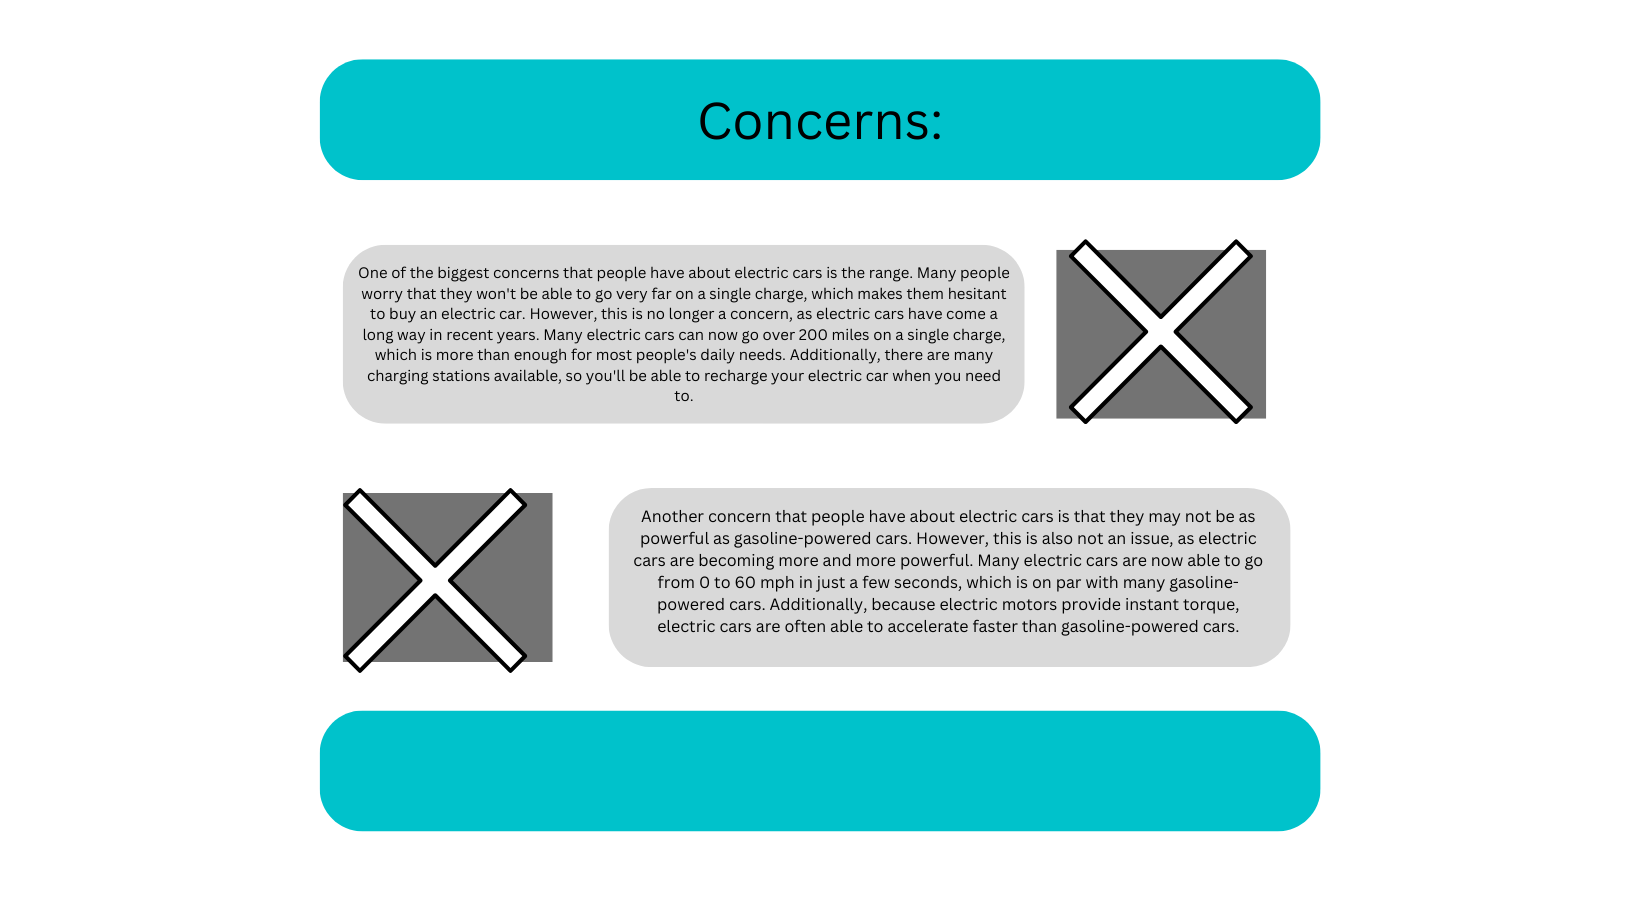 Concerns:
One of the biggest concerns that people have about electric cars is the range. Many people
worry that they won't be able to go very far on a single charge, which makes them hesitant
to buy an electric car. However, this is no longer a concern, as electric cars have come a
long way in recent years. Many electric cars can now go over 200 miles on a single charge,
which is more than enough for most people's daily needs. Additionally, there are many
charging stations available, so you'll be able to recharge your electric car when you need
to.
Another concern that people have about electric cars is that they may not be as
powerful as gasoline-powered cars. However, this is also not an issue, as electric
cars are becoming more and more powerful. Many electric cars are now able to go
from 0 to 60 mph in just a few seconds, which is on par with many gasoline-
powered cars. Additionally, because electric motors provide instant torque,
electric cars are often able to accelerate faster than gasoline-powered cars.